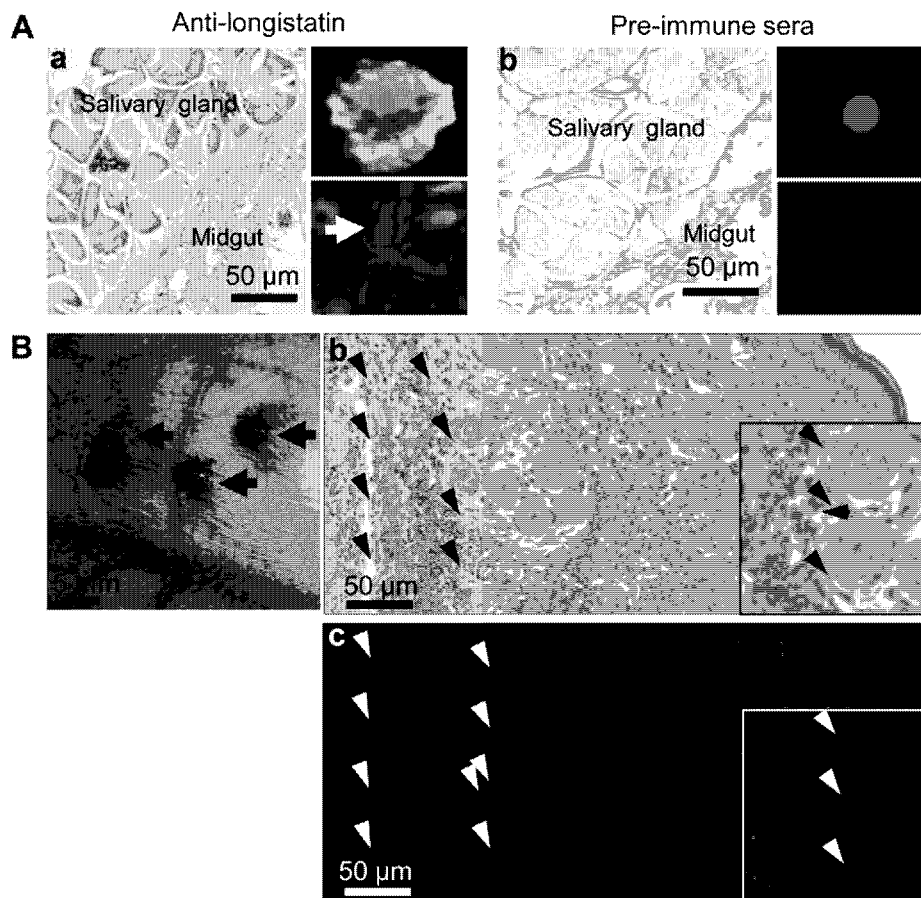 Anti-longistatin
Pre-immune sera
A
a
Salivary gland
Midgut
50 µm
b
Salivary gland
Midgut
50 µm
B
b
50 µm
c
50 µm